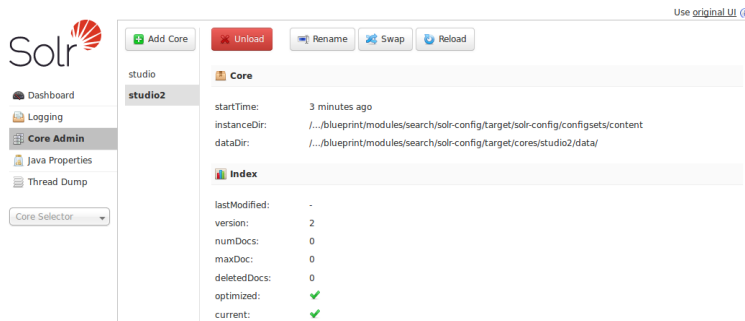 Use original UI
Solr
Add Core
Unload
Rename
Swap
Reload
studio
studio2
Dashboard
Logging
Core Admin
Java Properties
Thread Dump
Core Selector
Core
startTime: 3 minutes ago
instanceDir: /.../blueprint/modules/search/solr-config/target/solr-config/configsets/content
dataDir: /.../blueprint/modules/search/solr-config/target/cores/studio2/data/
Index
lastModified: -
version: 2
numDocs: 0
maxDoc: 0
deletedDocs: 0
optimized:
current: